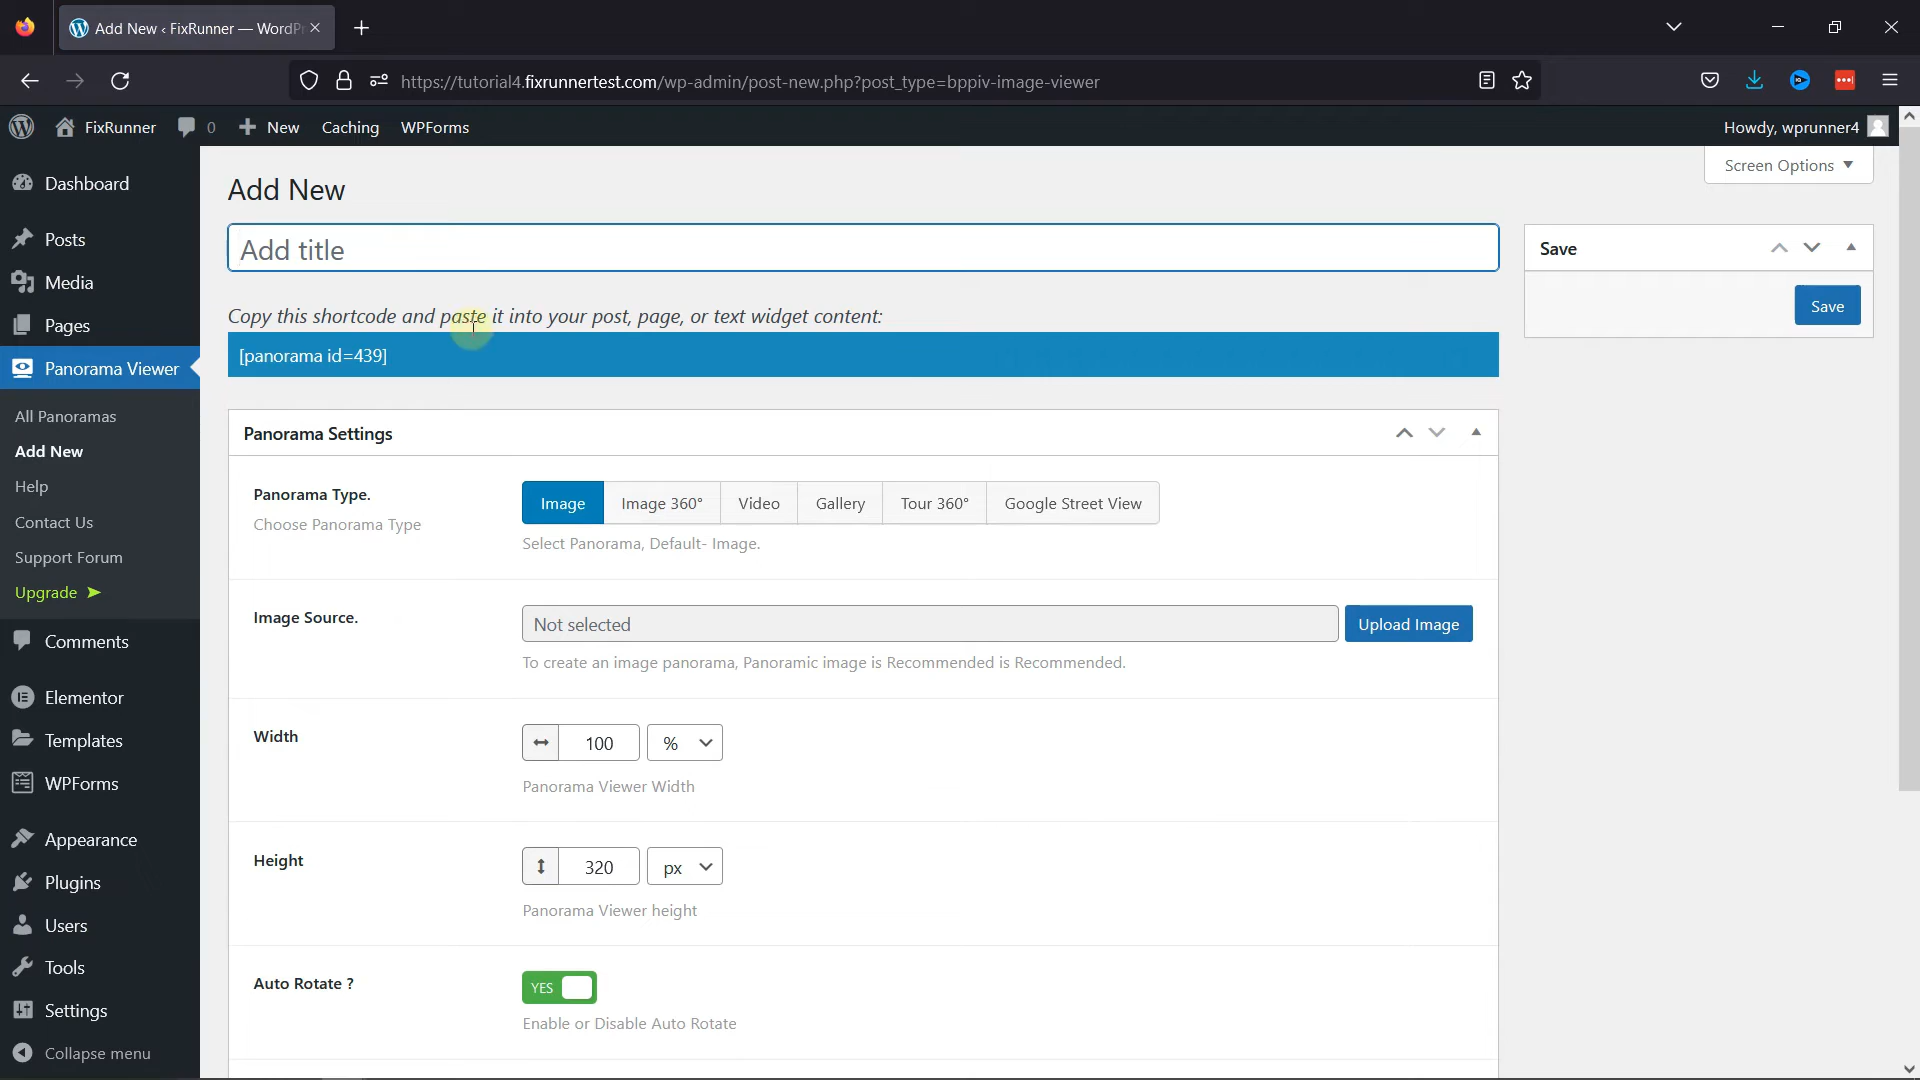 Add New ‹ FixRunner — WordPr
https://tutorial4.fixrunnertest.com/wp-admin/post-new.php?post_type=bppiv-image-viewer
FixRunner
0
New
Caching
WPForms
Howdy, wprunner4
Screen Options
Dashboard
Posts
Media
Pages
Panorama Viewer
All Panoramas
Add New
Help
Contact Us
Support Forum
Upgrade ➤
Comments
Elementor
Templates
WPForms
Appearance
Plugins
Users
Tools
Settings
Collapse menu
Add New
Add title
Copy this shortcode and paste it into your post, page, or text widget content:
[panorama id=439]
Panorama Settings
Panorama Type.
Choose Panorama Type
Image
Image 360°
Video
Gallery
Tour 360°
Google Street View
Select Panorama, Default- Image.
Image Source.
Not selected
Upload Image
To create an image panorama, Panoramic image is Recommended is Recommended.
Width
100
%
Panorama Viewer Width
Height
320
px
Panorama Viewer height
Auto Rotate ?
YES
Enable or Disable Auto Rotate
Save
Save